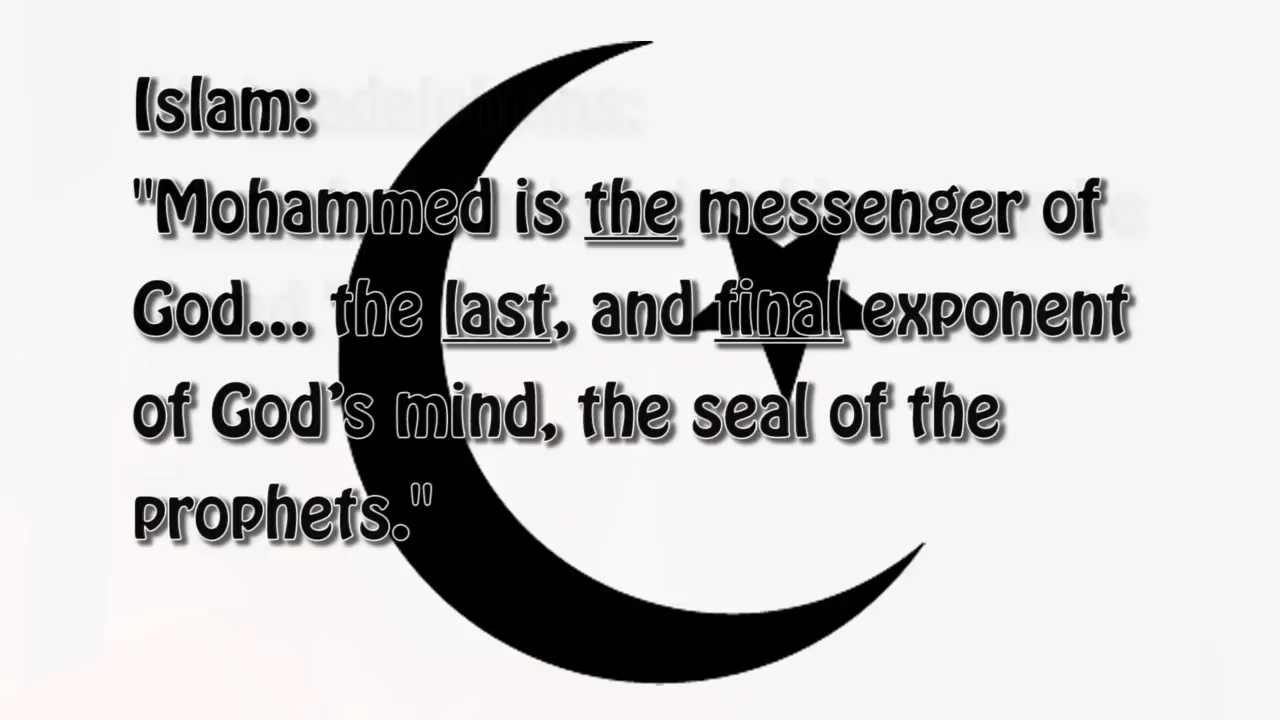 Islam:
"Mohammed is the messenger of
God... the last, and final exponent
of God’s mind, the seal of the
prophets."